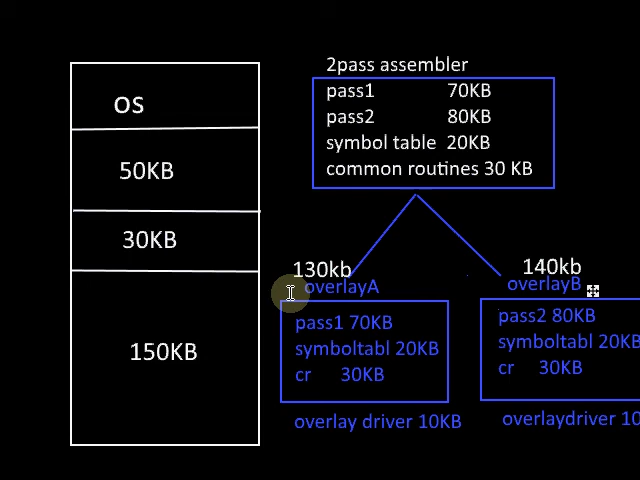 OS
50KB
30KB
150KB
2pass assembler
pass1 70KB
pass2 80KB
symbol table 20KB
common routines 30 KB
130kb
overlayA
pass1 70KB
symboltabl 20KB
cr 30KB
overlay driver 10KB
140kb
overlayB
pass2 80KB
symboltabl 20KB
cr 30KB
overlaydriver 10